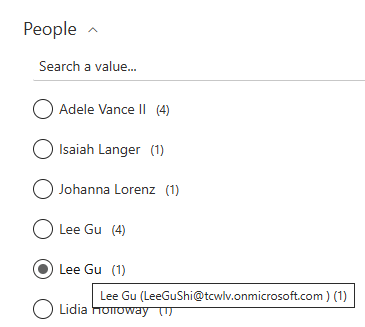 People
Search a value...
Adele Vance II (4)
Isaiah Langer (1)
Johanna Lorenz (1)
Lee Gu (4)
Lee Gu (1)
Lee Gu (LeeGuShi@tcwlv.onmicrosoft.com ) (1)
Lidia Holloway (1)